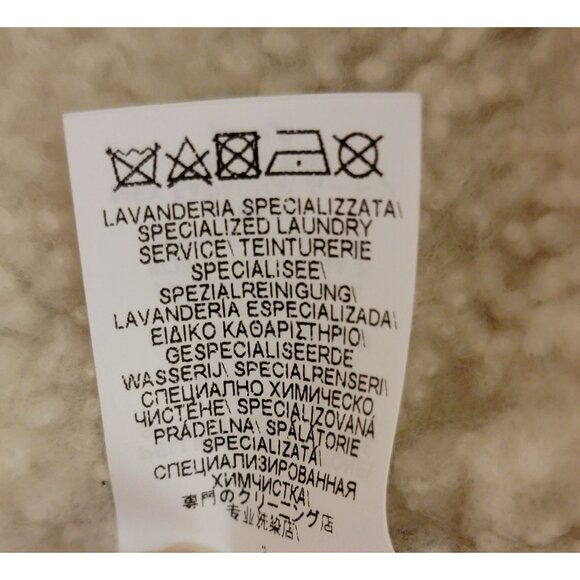 LAVANDERIA SPECIALIZZATA\
SPECIALIZED LAUNDRY
SERVICE\ TEINTURERIE
SPECIALISEE\
SPEZIALREINIGUNG\
LAVANDERIA ESPECIALIZADA\
ΕΙΔΙΚΟ ΚΑΘΑΡΙΣΤΗΡΙΟ\
GESPECIALISEERDE
WASSERIJ\ SPECIALRENSERI\
СПЕЦИАЛНО ХИМИЧЕСКО
ЧИСТЕНЕ\ SPECIALIZOVANÁ
PRÁDELNA\ SPĂLĂTORIE
SPECIALIZATĂ\
СПЕЦИАЛИЗИРОВАННАЯ
ХИМЧИСТКА\
専門のクリーニング店\
专业洗染店\